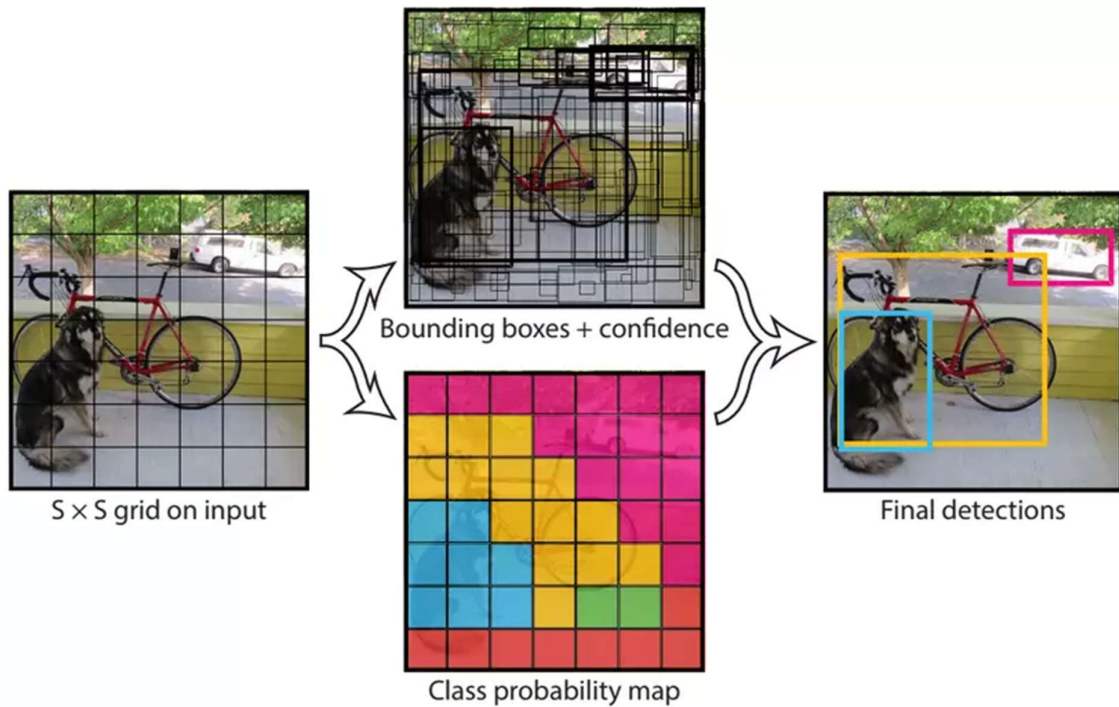 S × S grid on input
Bounding boxes + confidence
Class probability map
Final detections